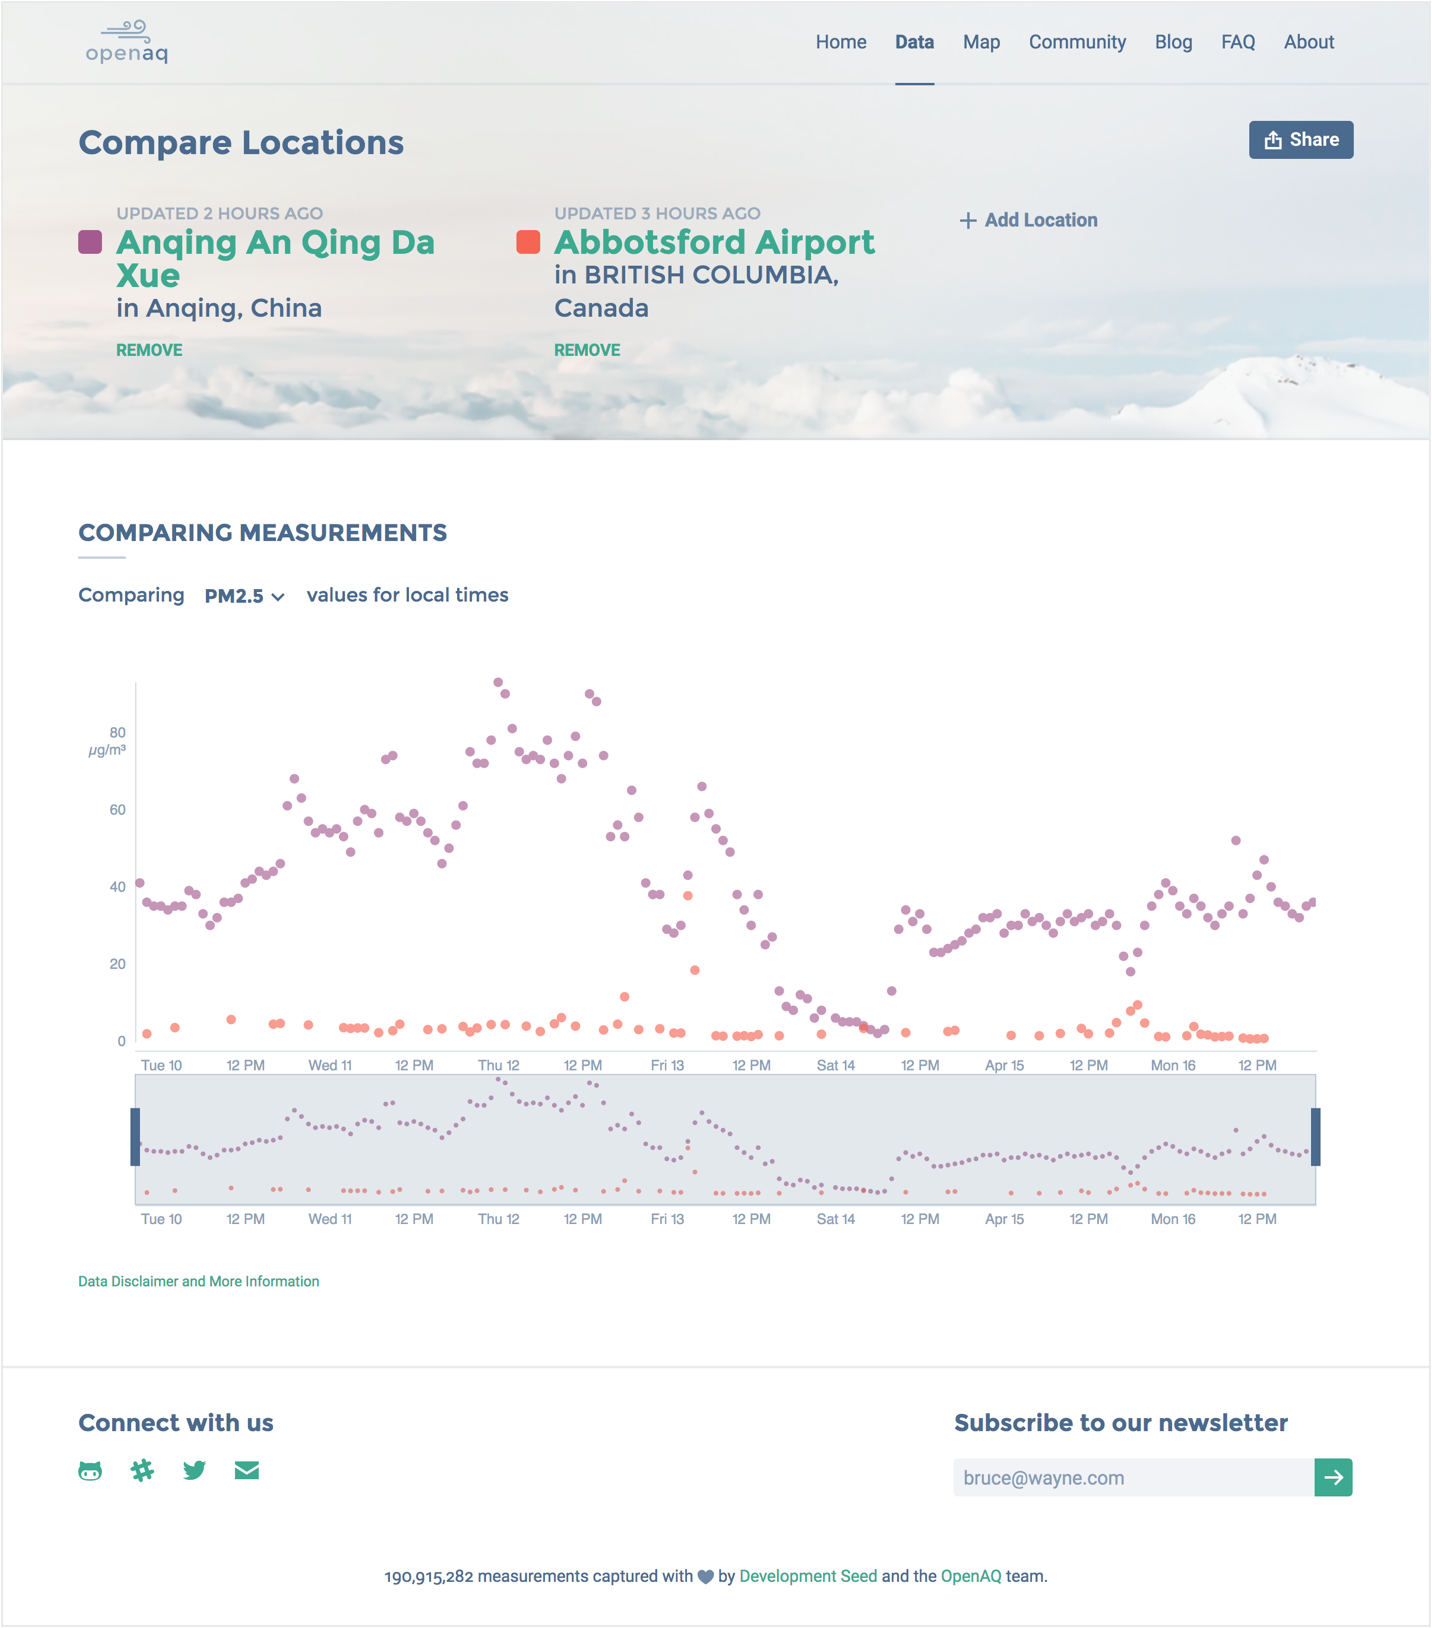 openaq
Home Data Map Community Blog FAQ About
Compare Locations
Share
UPDATED 2 HOURS AGO
Anqing An Qing Da
Xue
in Anqing, China
REMOVE
UPDATED 3 HOURS AGO
Abbotsford Airport
in BRITISH COLUMBIA,
Canada
REMOVE
Add Location
COMPARING MEASUREMENTS
Comparing PM2.5 values for local times
80
µg/m³
60
40
20
0
Tue 10 12 PM Wed 11 12 PM Thu 12 12 PM Fri 13 12 PM Sat 14 12 PM Apr 15 12 PM Mon 16 12 PM
Tue 10 12 PM Wed 11 12 PM Thu 12 12 PM Fri 13 12 PM Sat 14 12 PM Apr 15 12 PM Mon 16 12 PM
Data Disclaimer and More Information
Connect with us
Subscribe to our newsletter
bruce@wayne.com
190,915,282 measurements captured with by Development Seed and the OpenAQ team.